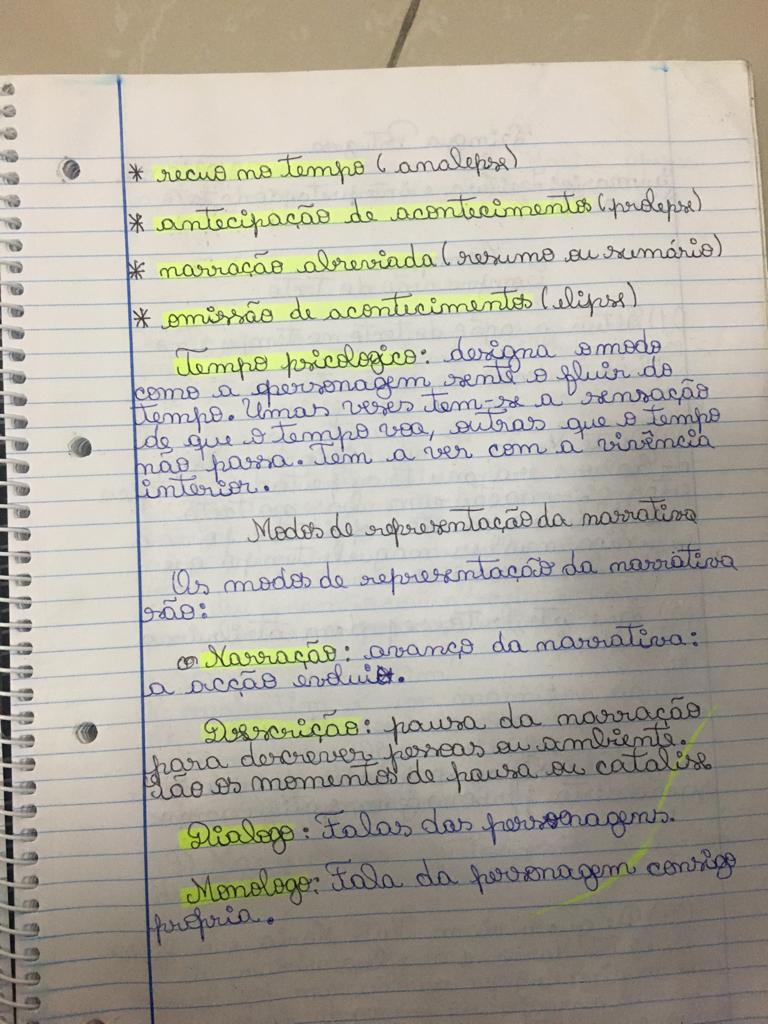 * recuo no tempo (analepse)
* antecipação de acontecimentos (prolepse)
* narração abreviada (resumo ou sumário)
* omissão de acontecimentos (elipse)
Tempo psicologico: designa o modo
como a personagem sente o fluir do
tempo. Umas veses tem-se a sensação
de que o tempo voa, outras que o tempo
não passa. Tem a ver com a vivência
interior.
Modos de representação da narrativa
Os modos de representação da narrativa
são:
Narração: avanço da narrativa:
a acção evolui.
Descrição: pausa da narração
para descrever pessoas ou ambiente.
São os momentos de pausa ou catalise
Dialogo: Falas das personagens.
Monologo: Fala da personagem consigo
propria.